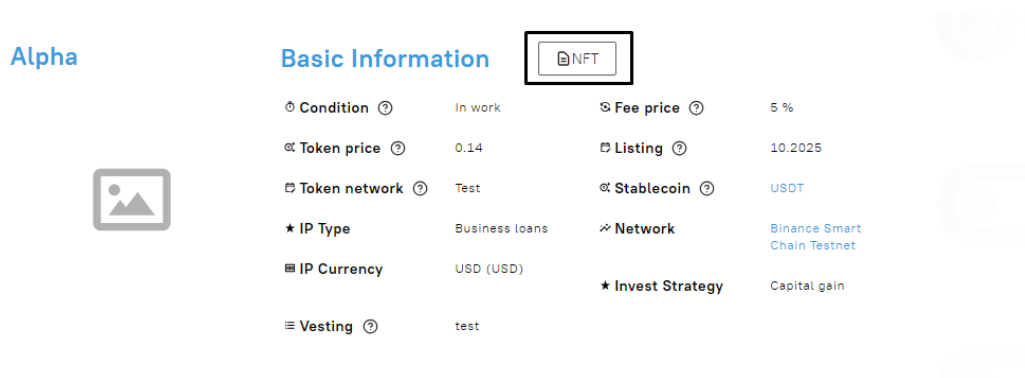 Alpha
Basic Information
NFT
Condition ? In work
Fee price ? 5 %
Token price ? 0.14
Listing ? 10.2025
Token network ? Test
Stablecoin ? USDT
IP Type Business loans
Network Binance Smart
Chain Testnet
IP Currency USD (USD)
Invest Strategy Capital gain
Vesting ? test